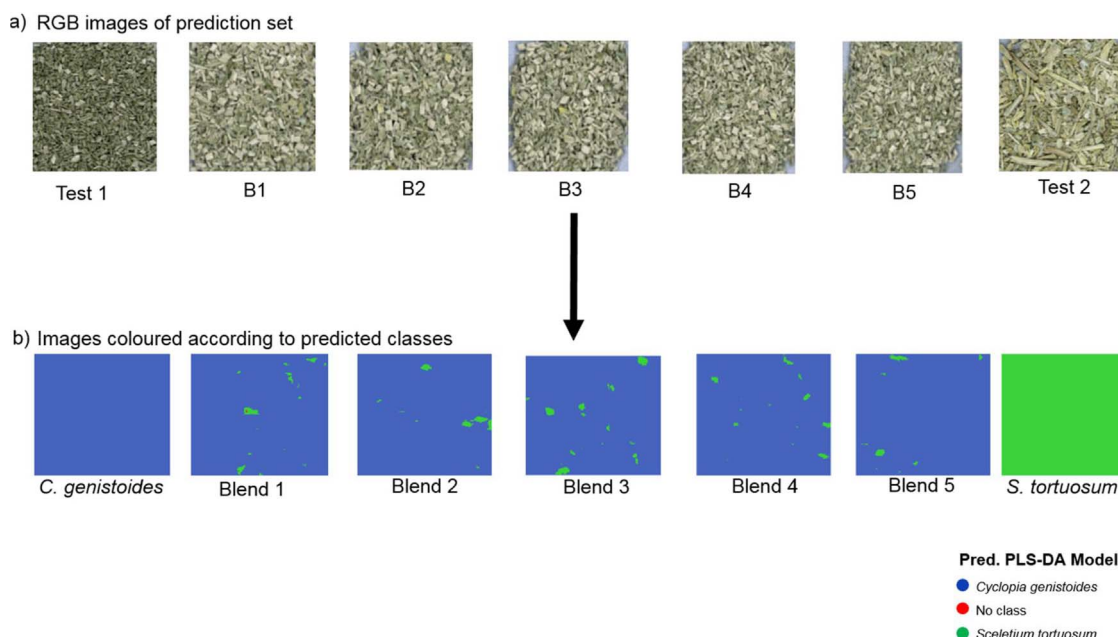 a) RGB images of prediction set
Test 1 B1 B2 B3 B4 B5 Test 2
b) Images coloured according to predicted classes
C. genistoides Blend 1 Blend 2 Blend 3 Blend 4 Blend 5 S. tortuosum
Pred. PLS-DA Model
Cyclopia genistoides
No class
Sceletium tortuosum